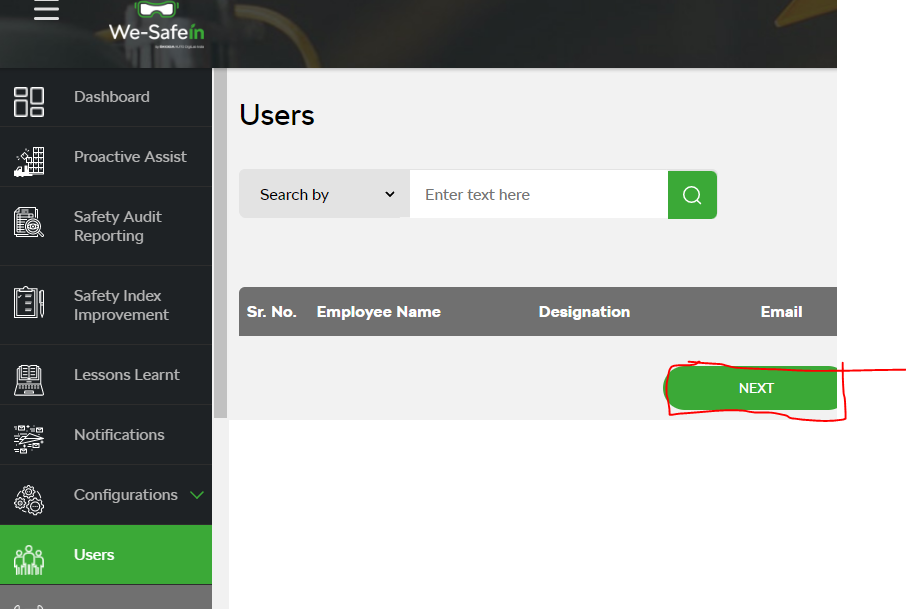 We-Safein
Dashboard
Proactive Assist
Safety Audit
Reporting
Safety Index
Improvement
Lessons Learnt
Notifications
Configurations
Users
Users
Search by
Enter text here
Sr. No. Employee Name Designation Email
NEXT